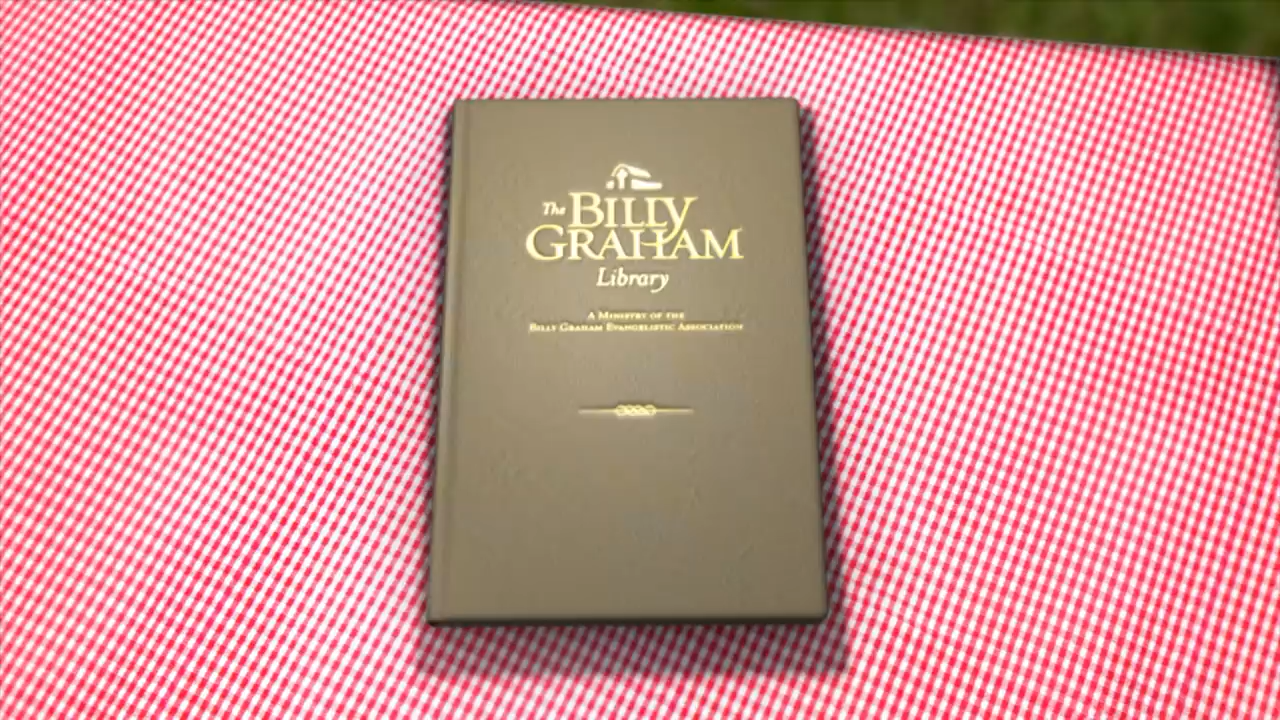 The BILLY
GRAHAM
Library
A MINISTRY OF THE
BILLY GRAHAM EVANGELISTIC ASSOCIATION